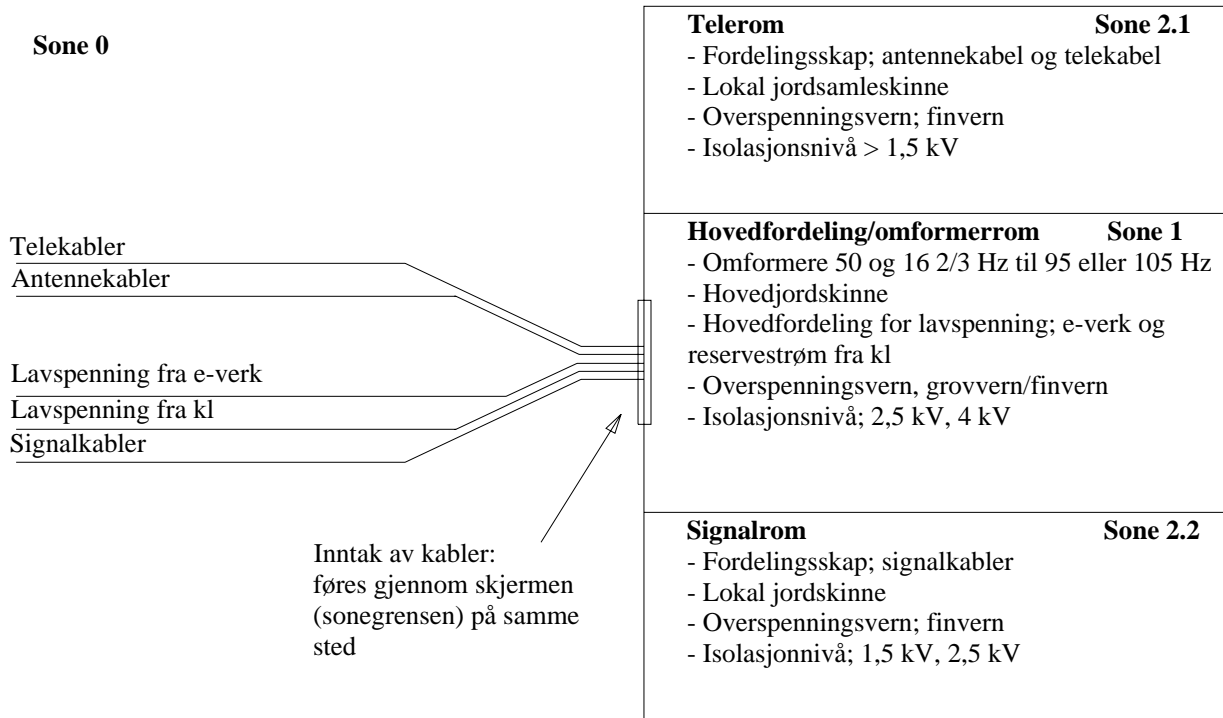 Sone 0
Telekabler
Antennekabler
Lavspenning fra e-verk
Lavspenning fra kl
Signalkabler
Inntak av kabler:
føres gjennom skjermen
(sonegrensen) på samme
sted
Telerom Sone 2.1
- Fordelingsskap; antennekabel og telekabel
- Lokal jordsamleskinne
- Overspenningsvern; finvern
- Isolasjonsnivå > 1,5 kV
Hovedfordeling/omformerrom Sone 1
- Omformere 50 og 16 2/3 Hz til 95 eller 105 Hz
- Hovedjordskinne
- Hovedfordeling for lavspenning; e-verk og
reservestrøm fra kl
- Overspenningsvern, grovvern/finvern
- Isolasjonsnivå; 2,5 kV, 4 kV
Signalrom Sone 2.2
- Fordelingsskap; signalkabler
- Lokal jordskinne
- Overspenningsvern; finvern
- Isolasjonnivå; 1,5 kV, 2,5 kV